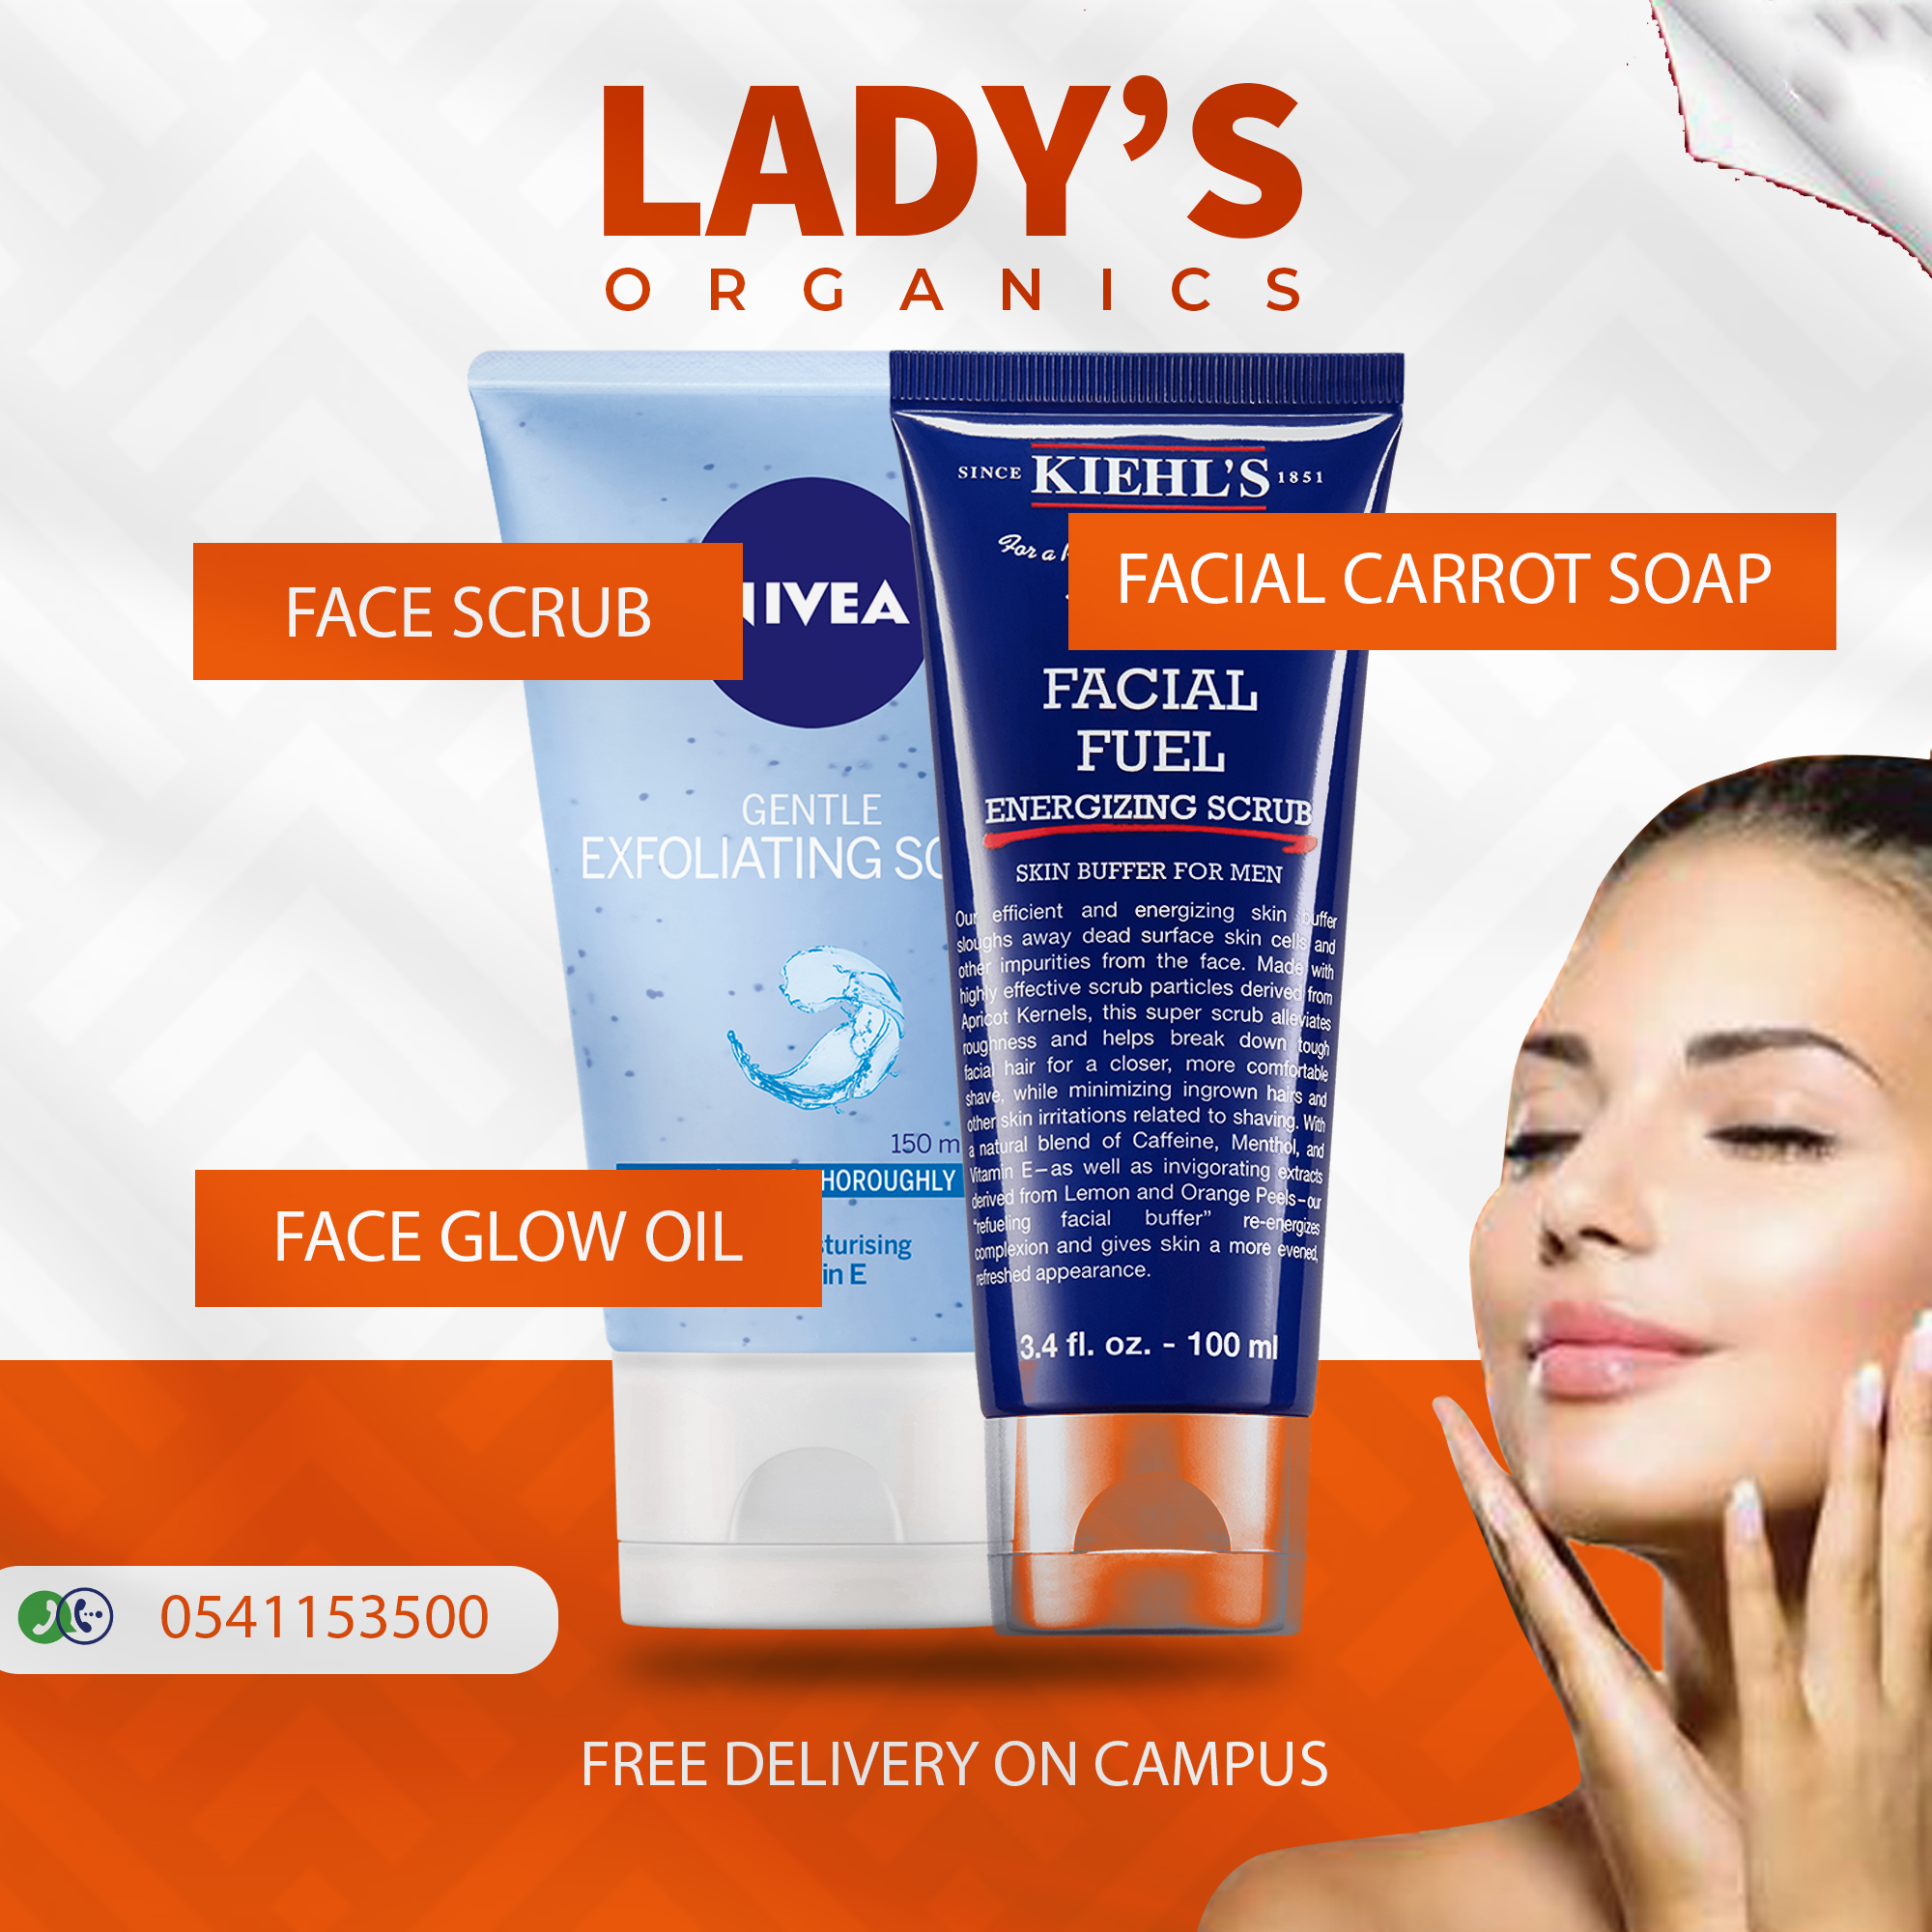 LADY'S
ORGANICS
SINCE KIEHL'S 1851
For a
FACE SCRUB
NIVEA
FACIAL CARROT SOAP
FACIAL
FUEL
ENERGIZING SCRUB
SKIN BUFFER FOR MEN
GENTLE
EXFOLIATING SC
Our efficient and energizing skin buffer
sloughs away dead surface skin cells and
other impurities from the face. Made with
highly effective scrub particles derived from
Apricot Kernels, this super scrub alleviates
roughness and helps break down tough
facial hair for a closer, more comfortable
shave, while minimizing ingrown hairs and
other skin irritations related to shaving. With
a natural blend of Caffeine, Menthol, and
Vitamin E—as well as invigorating extracts
derived from Lemon and Orange Peels—our
"refueling facial buffer" re-energizes
complexion and gives skin a more evened,
refreshed appearance.
3.4 fl. oz. - 100 ml
150 m
HOROUGHLY
FACE GLOW OIL
sturising
in E
0541153500
FREE DELIVERY ON CAMPUS